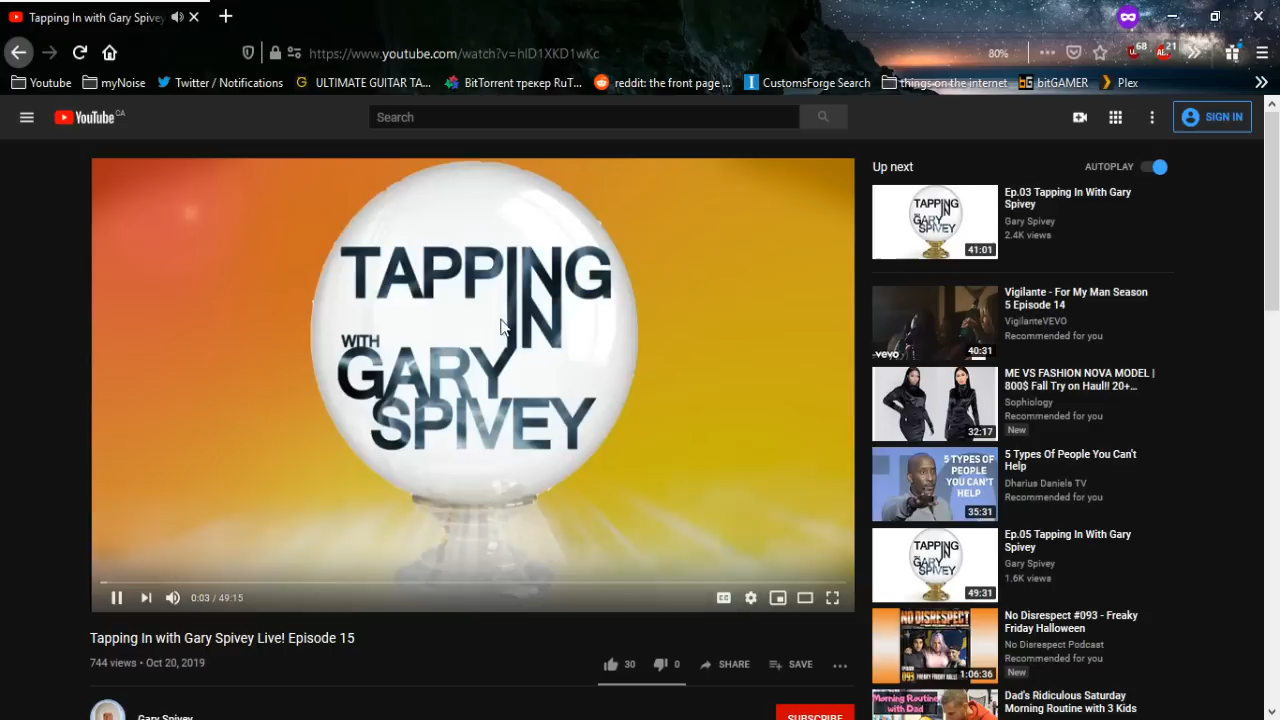 Tapping In with Gary Spivey
https://www.youtube.com/watch?v=hlD1XKD1wKc
80%
68
21
Youtube
myNoise
Twitter / Notifications
ULTIMATE GUITAR TA...
BitTorrent трекер RuT...
reddit: the front page ...
CustomsForge Search
things on the internet
bitGAMER
Plex
YouTube CA
Search
SIGN IN
TAPPING
IN
WITH
GARY
SPIVEY
0:03 / 49:15
Tapping In with Gary Spivey Live! Episode 15
744 views • Oct 20, 2019
30
0
SHARE
SAVE
Gary Spivey
SUBSCRIBE
Up next
AUTOPLAY
TAPPING
IN
GARY
SPIVEY
41:01
Ep.03 Tapping In With Gary
Spivey
Gary Spivey
2.4K views
vevo
40:31
Vigilante - For My Man Season
5 Episode 14
VigilanteVEVO
Recommended for you
32:17
ME VS FASHION NOVA MODEL |
800$ Fall Try on Haul!! 20+...
Sophiology
Recommended for you
New
5 TYPES OF
PEOPLE
YOU CAN'T
HELP
35:31
5 Types Of People You Can't
Help
Dharius Daniels TV
Recommended for you
TAPPING
IN
GARY
SPIVEY
49:31
Ep.05 Tapping In With Gary
Spivey
Gary Spivey
1.6K views
NO DISRESPECT
093
FREAKY FRIDAY HALL
1:06:36
No Disrespect #093 - Freaky
Friday Halloween
No Disrespect Podcast
Recommended for you
New
Morning Routine
with Dad
Dad's Ridiculous Saturday
Morning Routine with 3 Kids